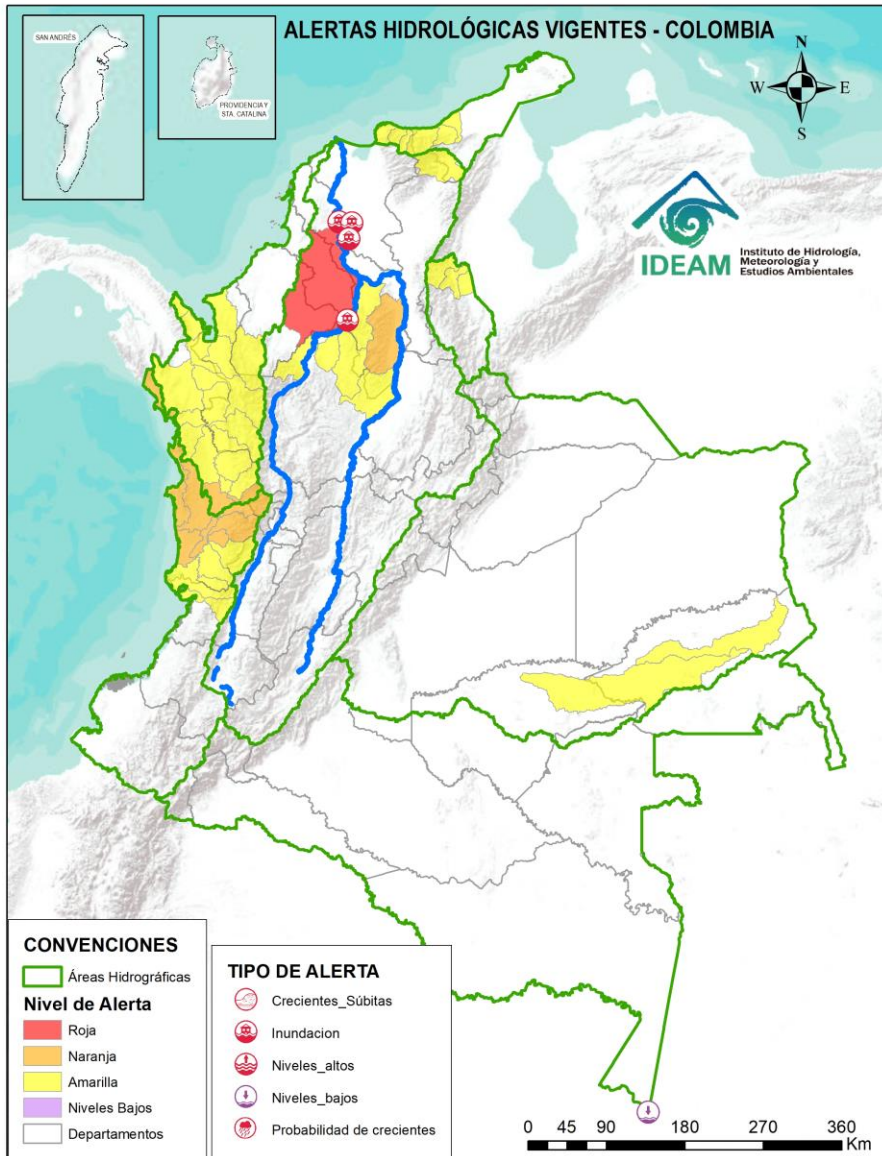 ALERTAS HIDROLÓGICAS VIGENTES - COLOMBIA
SAN ANDRÉS
PROVIDENCIA Y
STA. CATALINA
N
W
E
S
IDEAM
Instituto de Hidrología,
Meteorología y
Estudios Ambientales
CONVENCIONES
Áreas Hidrográficas
Nivel de Alerta
Roja
Naranja
Amarilla
Niveles Bajos
Departamentos
TIPO DE ALERTA
Crecientes_Súbitas
Inundacion
Niveles_altos
Niveles_bajos
Probabilidad de crecientes
0 45 90 180 270 360
Km